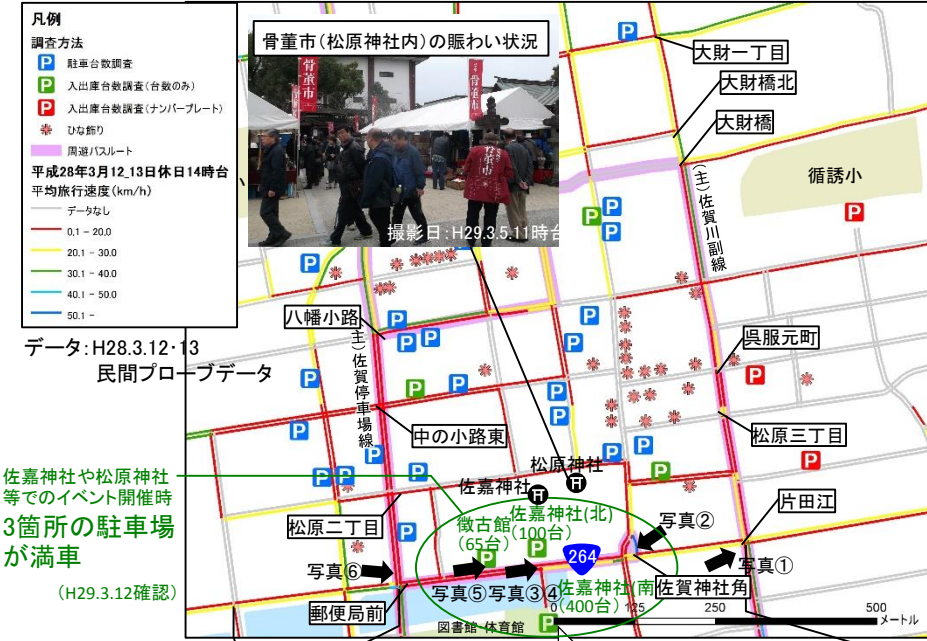 凡例
調査方法
P 駐車台数調査
P 入出庫台数調査(台数のみ)
P 入出庫台数調査(ナンバープレート)
ひな飾り
周遊バスルート
平成28年3月12_13日休日14時台
平均旅行速度(km/h)
データなし
0.1 - 20.0
20.1 - 30.0
30.1 - 40.0
40.1 - 50.0
50.1 -
データ:H28.3.12・13
民間プローブデータ
骨董市(松原神社内)の賑わい状況
骨董市
骨董市
骨董市
撮影日:H29.3.5.11時台
大財一丁目
大財橋北
大財橋
循誘小
小
(主)佐賀川副線
八幡小路
(主)佐賀停車場線
呉服元町
中の小路東
松原三丁目
松原神社
佐嘉神社
松原二丁目
片田江
佐嘉神社や松原神社
等でのイベント開催時
3箇所の駐車場
が満車
(H29.3.12確認)
徴古館
(65台)
佐嘉神社(北)
(100台)
写真②
264
写真①
写真⑥
写真⑤
写真③④
佐嘉神社(南)
(400台)
佐賀神社角
郵便局前
図書館・体育館
0 125 250 500
メートル